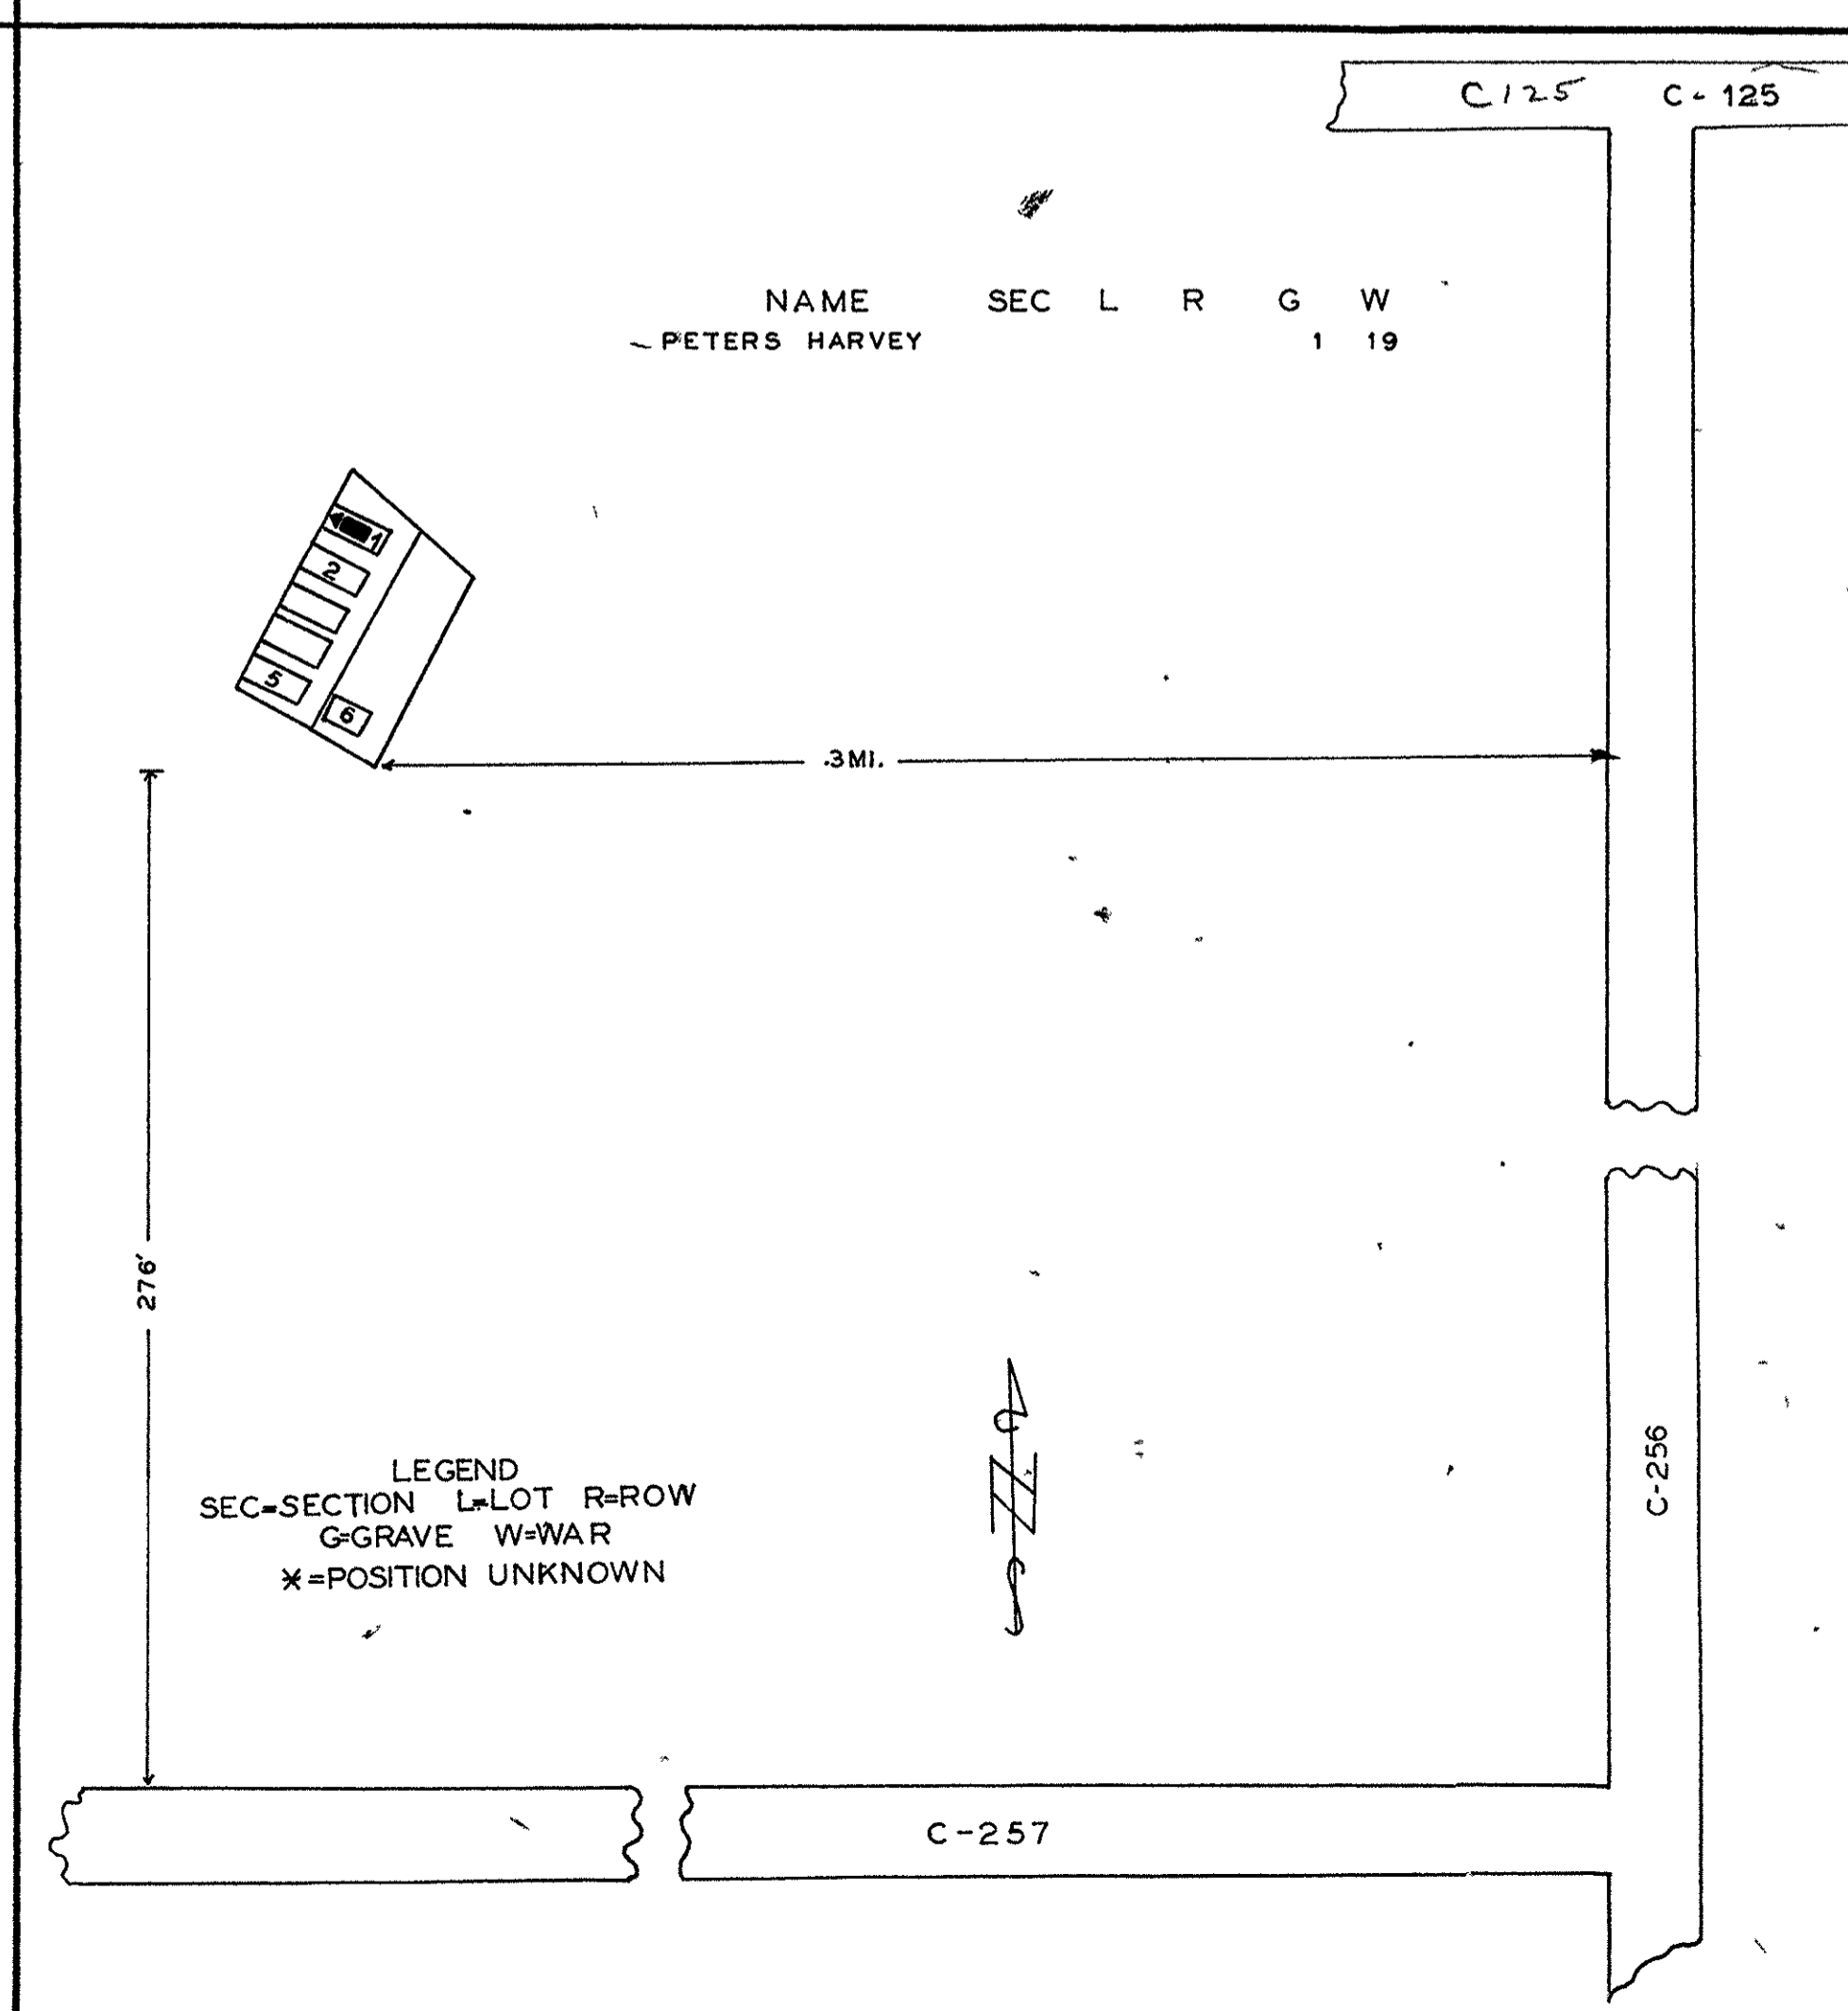 C125 C-125
NAME SEC L R G W
PETERS HARVEY 1 19
1
2
5
6
.3MI.
276'
LEGEND
SEC=SECTION L=LOT R=ROW
G=GRAVE W=WAR
*=POSITION UNKNOWN
N
S
C-256
C-257